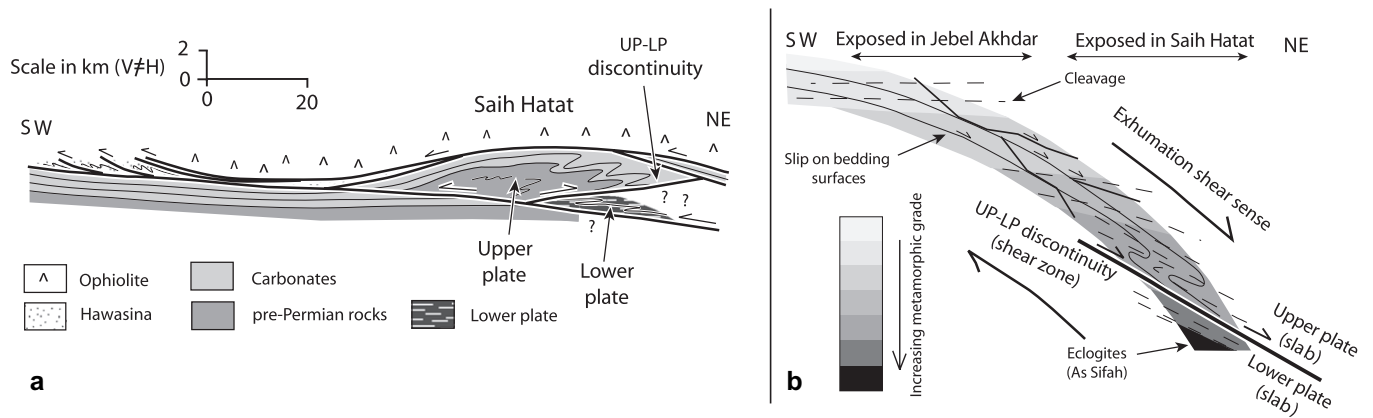 Scale in km (V≠H)
2
0
0
20
UP-LP
discontinuity
Saih Hatat
SW
NE
? ?
?
Upper
plate
Lower
plate
Ophiolite
Carbonates
Hawasina
pre-Permian rocks
Lower plate
a
SW
Exposed in Jebel Akhdar
Exposed in Saih Hatat
NE
Cleavage
Exhumation shear sense
Slip on bedding
surfaces
UP-LP discontinuity
(shear zone)
Increasing metamorphic grade
Eclogites
(As Sifah)
Upper plate
(slab)
Lower plate
(slab)
b